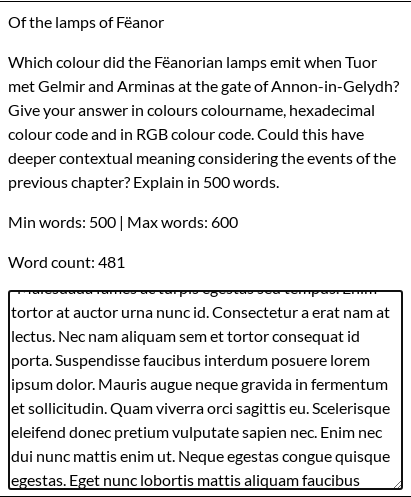 Of the lamps of Fëanor
Which colour did the Fëanorian lamps emit when Tuor
met Gelmir and Arminas at the gate of Annon-in-Gelydh?
Give your answer in colours colourname, hexadecimal
colour code and in RGB colour code. Could this have
deeper contextual meaning considering the events of the
previous chapter? Explain in 500 words.
Min words: 500 | Max words: 600
Word count: 481
tortor at auctor urna nunc id. Consectetur a erat nam at
lectus. Nec nam aliquam sem et tortor consequat id
porta. Suspendisse faucibus interdum posuere lorem
ipsum dolor. Mauris augue neque gravida in fermentum
et sollicitudin. Quam viverra orci sagittis eu. Scelerisque
eleifend donec pretium vulputate sapien nec. Enim nec
dui nunc mattis enim ut. Neque egestas congue quisque
egestas. Eget nunc lobortis mattis aliquam faucibus